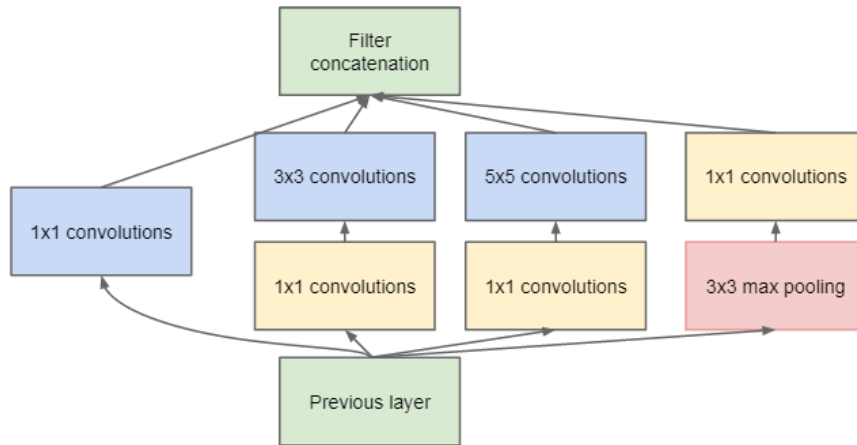 Filter
concatenation
3x3 convolutions
5x5 convolutions
1x1 convolutions
1x1 convolutions
1x1 convolutions
1x1 convolutions
3x3 max pooling
Previous layer